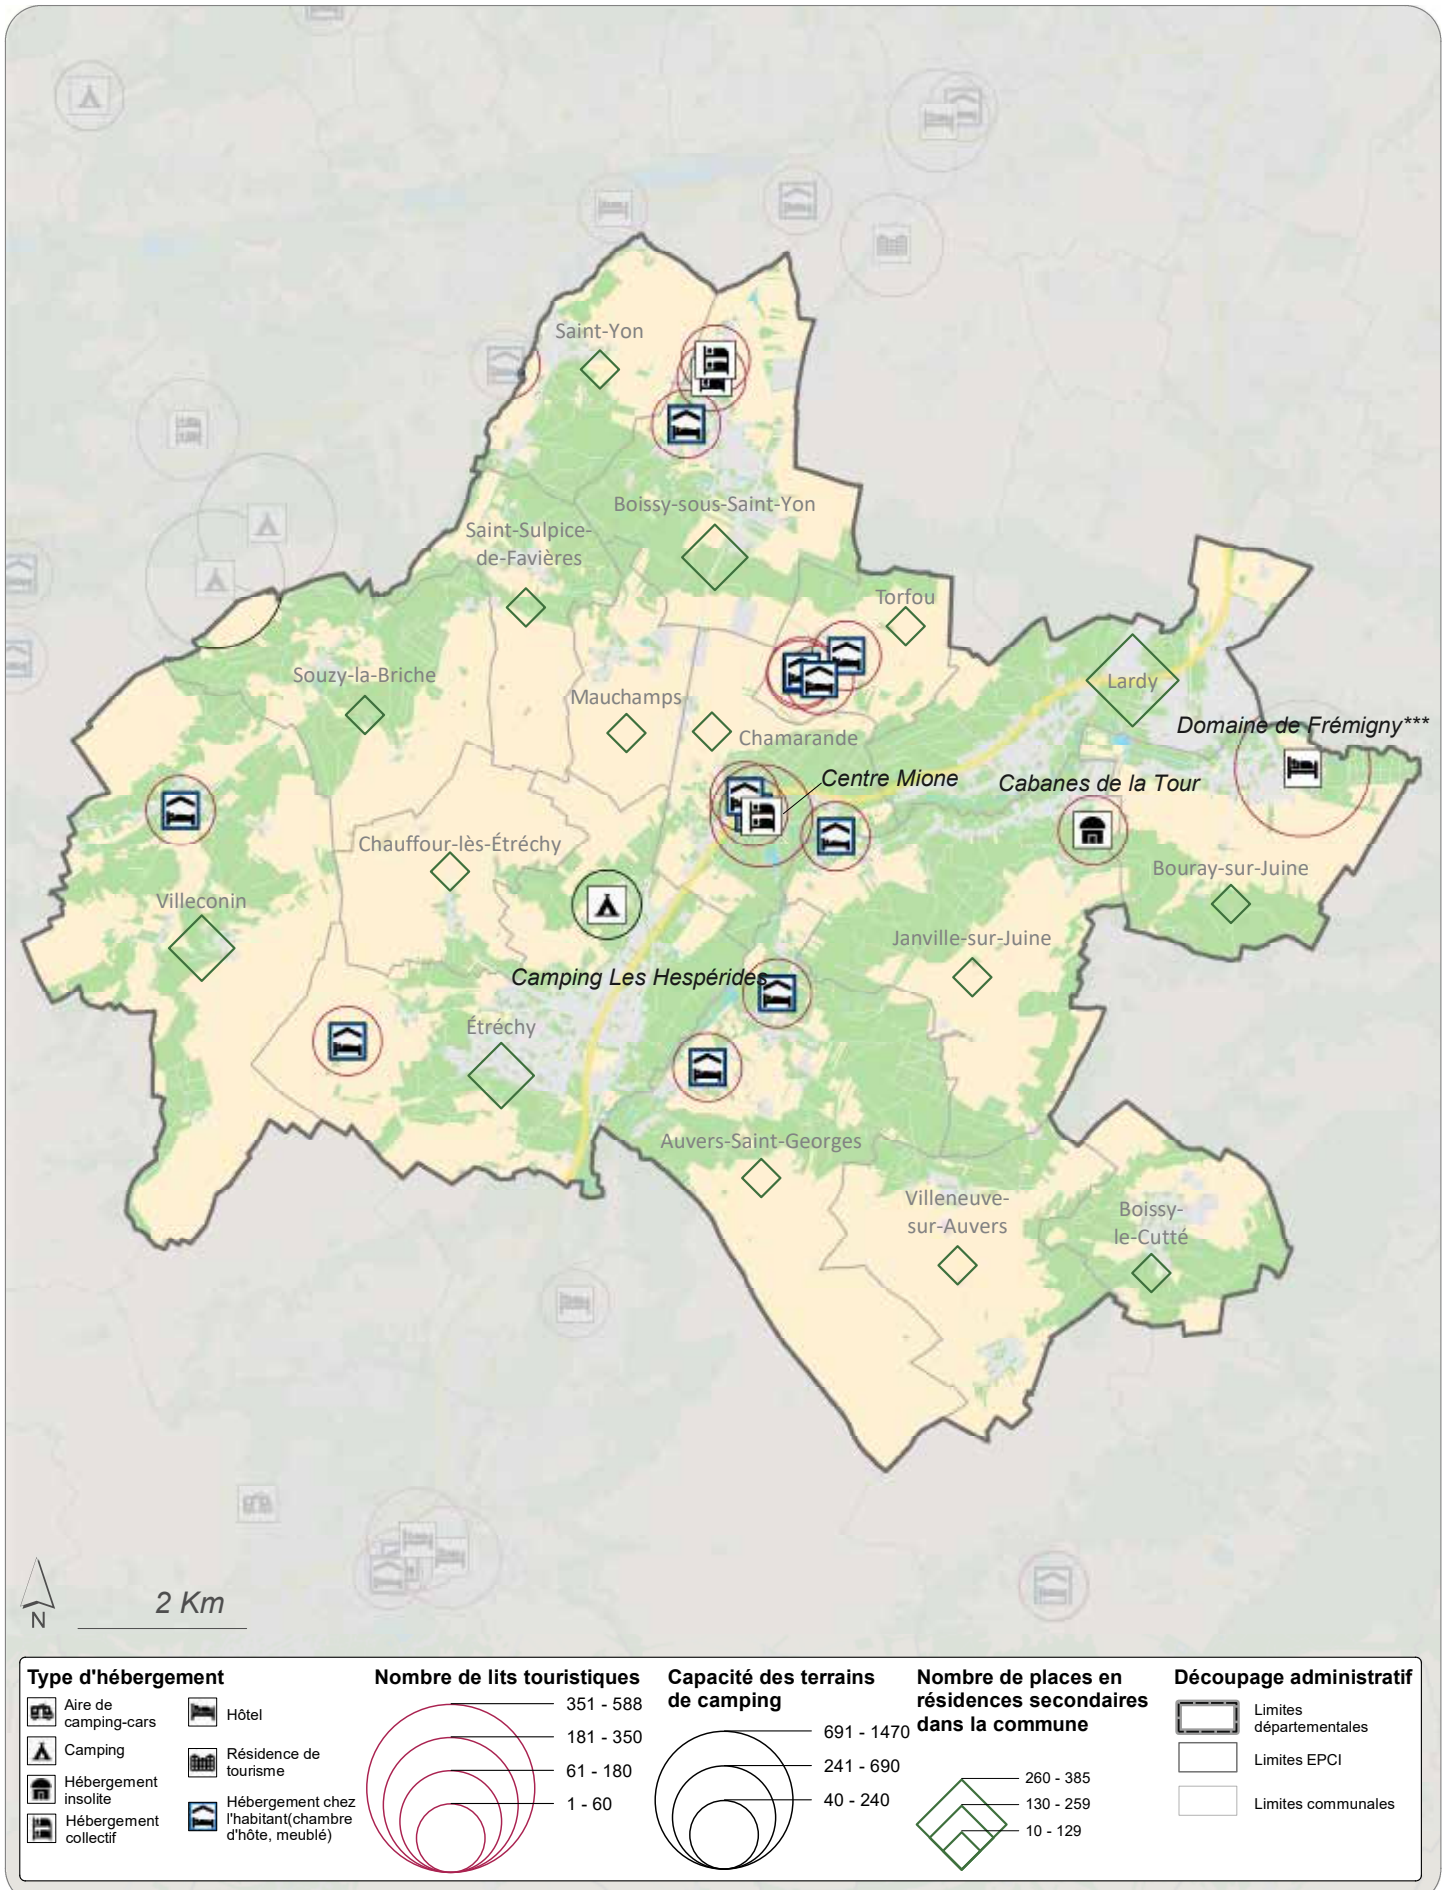 Saint-Yon
Boissy-sous-Saint-Yon
Saint-Sulpice-
de-Favières
Torfou
Souzy-la-Briche
Mauchamps
Lardy
Chamarande
Domaine de Frémigny***
Centre Mione
Cabanes de la Tour
Chauffour-lès-Étréchy
Bouray-sur-Juine
Villeconin
Janville-sur-Juine
Camping Les Hespérides
Étréchy
Auvers-Saint-Georges
Villeneuve-
sur-Auvers
Boissy-
le-Cutté
N
2 Km
Type d'hébergement
Aire de
camping-cars
Camping
Hébergement
insolite
Hébergement
collectif
Hôtel
Résidence de
tourisme
Hébergement chez
l'habitant(chambre
d'hôte, meublé)
Nombre de lits touristiques
351 - 588
181 - 350
61 - 180
1 - 60
Capacité des terrains
de camping
691 - 1470
241 - 690
40 - 240
Nombre de places en
résidences secondaires
dans la commune
260 - 385
130 - 259
10 - 129
Découpage administratif
Limites
départementales
Limites EPCI
Limites communales